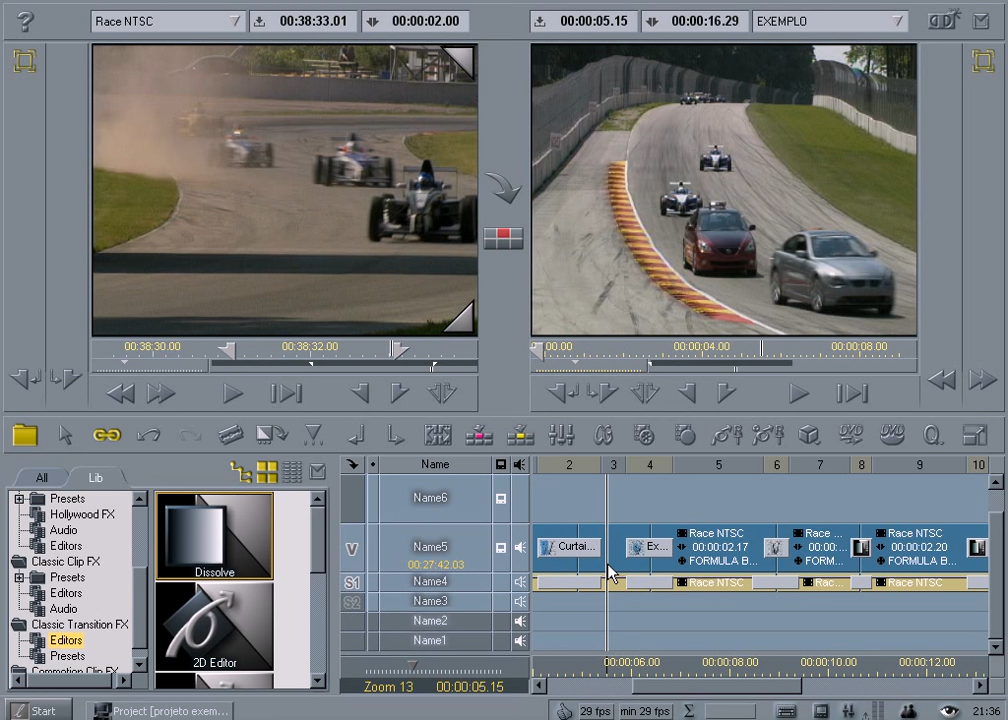 ?
Race NTSC
00:38:33.01
00:00:02.00
00:00:05.15
00:00:16.29
EXEMPLO
00:38:30.00
00:38:32.00
00.00
00:00:04.00
00:00:08.00
DVD
DVD
All
Lib
Presets
Hollywood FX
Audio
Editors
Classic Clip FX
Presets
Editors
Audio
Classic Transition FX
Editors
Presets
Commotion Clip FX
Dissolve
2D Editor
Name
2 3 4 5 6 7 8 9 10
Name6
V
Name5
00:27:42.03
Curtai...
Ex...
Race NTSC
00:00:02.17
FORMULA B...
Race ...
00:00:...
FORM...
Race NTSC
00:00:02.20
FORMULA B...
S1
Name4
Race NTSC
Rac...
Race NTSC
S2
Name3
Name2
Name1
Zoom 13
00:00:05.15
00:00:06.00
00:00:08.00
00:00:10.00
00:00:12.00
Start
Project [projeto exem...
29 fps
min 29 fps
Σ
21:36